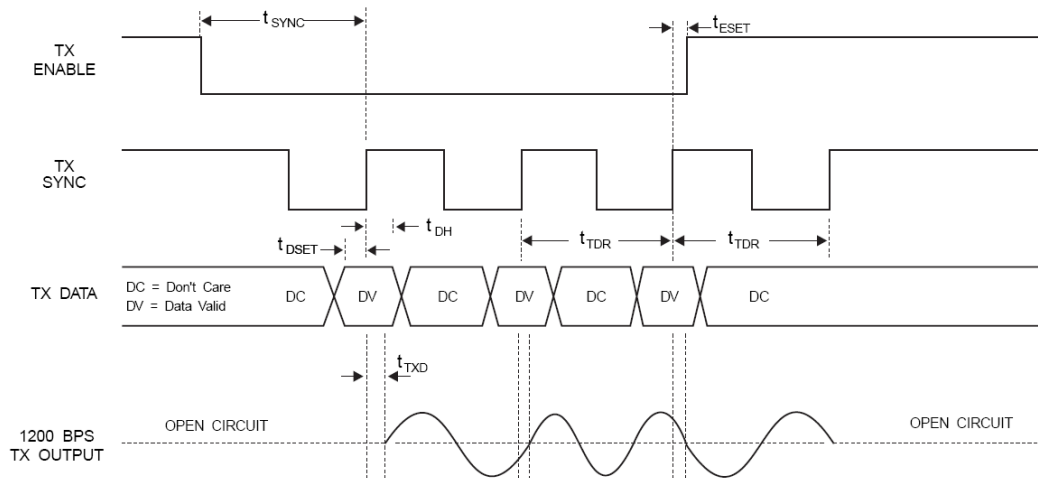 tSYNC
tESET
TX
ENABLE
TX
SYNC
tDH
tDSET
tTDR
tTDR
TX DATA
DC = Don't Care
DV = Data Valid
DC
DV
DC
DV
DC
DV
DC
tTXD
OPEN CIRCUIT
OPEN CIRCUIT
1200 BPS
TX OUTPUT